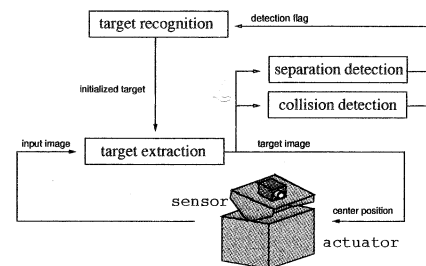 target recognition
detection flag
separation detection
initialized target
collision detection
input image
target extraction
target image
sensor
center position
actuator